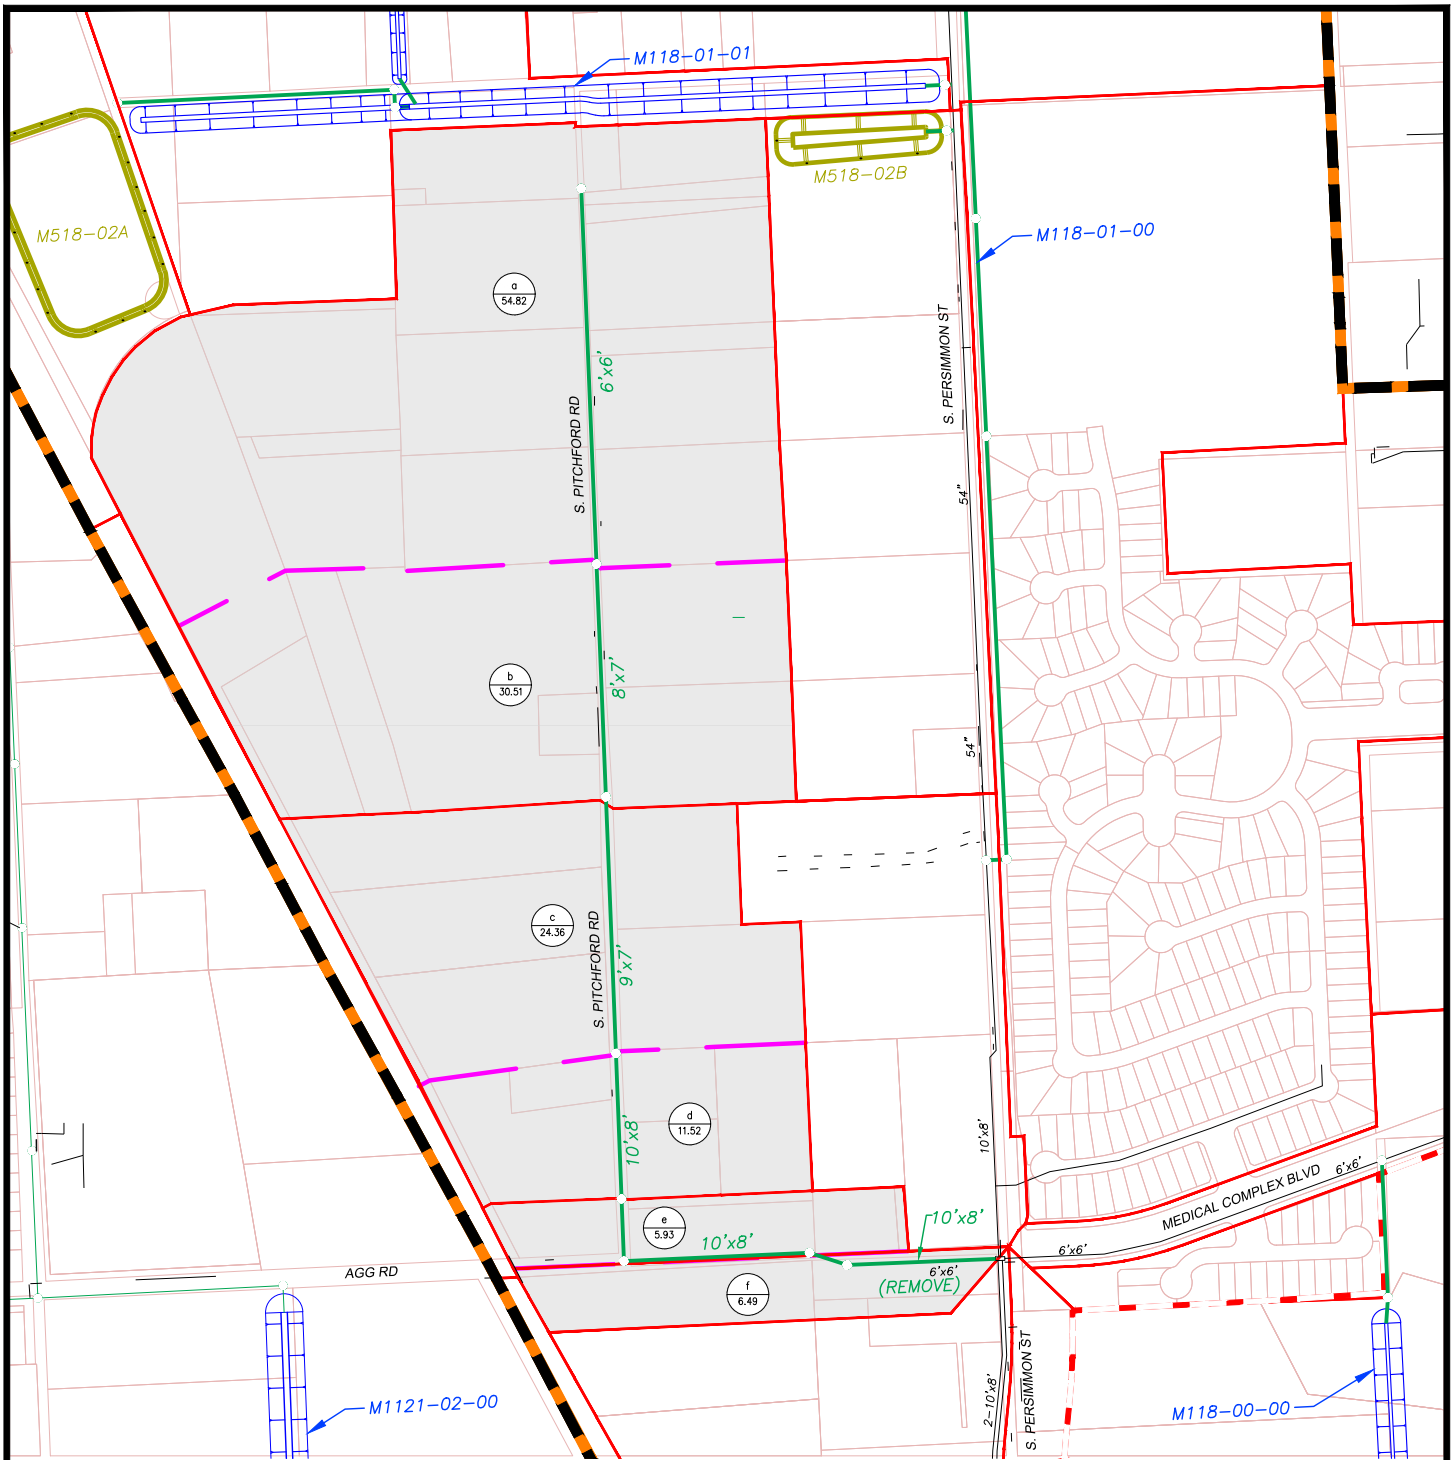 M118-01-01
M518-02B
M518-02A
M118-01-00
a
54.82
S. PERSIMMON ST
6'x6'
S. PITCHFORD RD
54"
b
30.51
8'x7'
54"
c
24.36
S. PITCHFORD RD
9'x7'
d
11.52
10'x8'
10'x8'
MEDICAL COMPLEX BLVD
6'x6'
e
5.93
10'x8'
10'x8'
6'x6'
AGG RD
6'x6'
(REMOVE)
f
6.49
S. PERSIMMON ST
2-10'x8'
M1121-02-00
M118-00-00